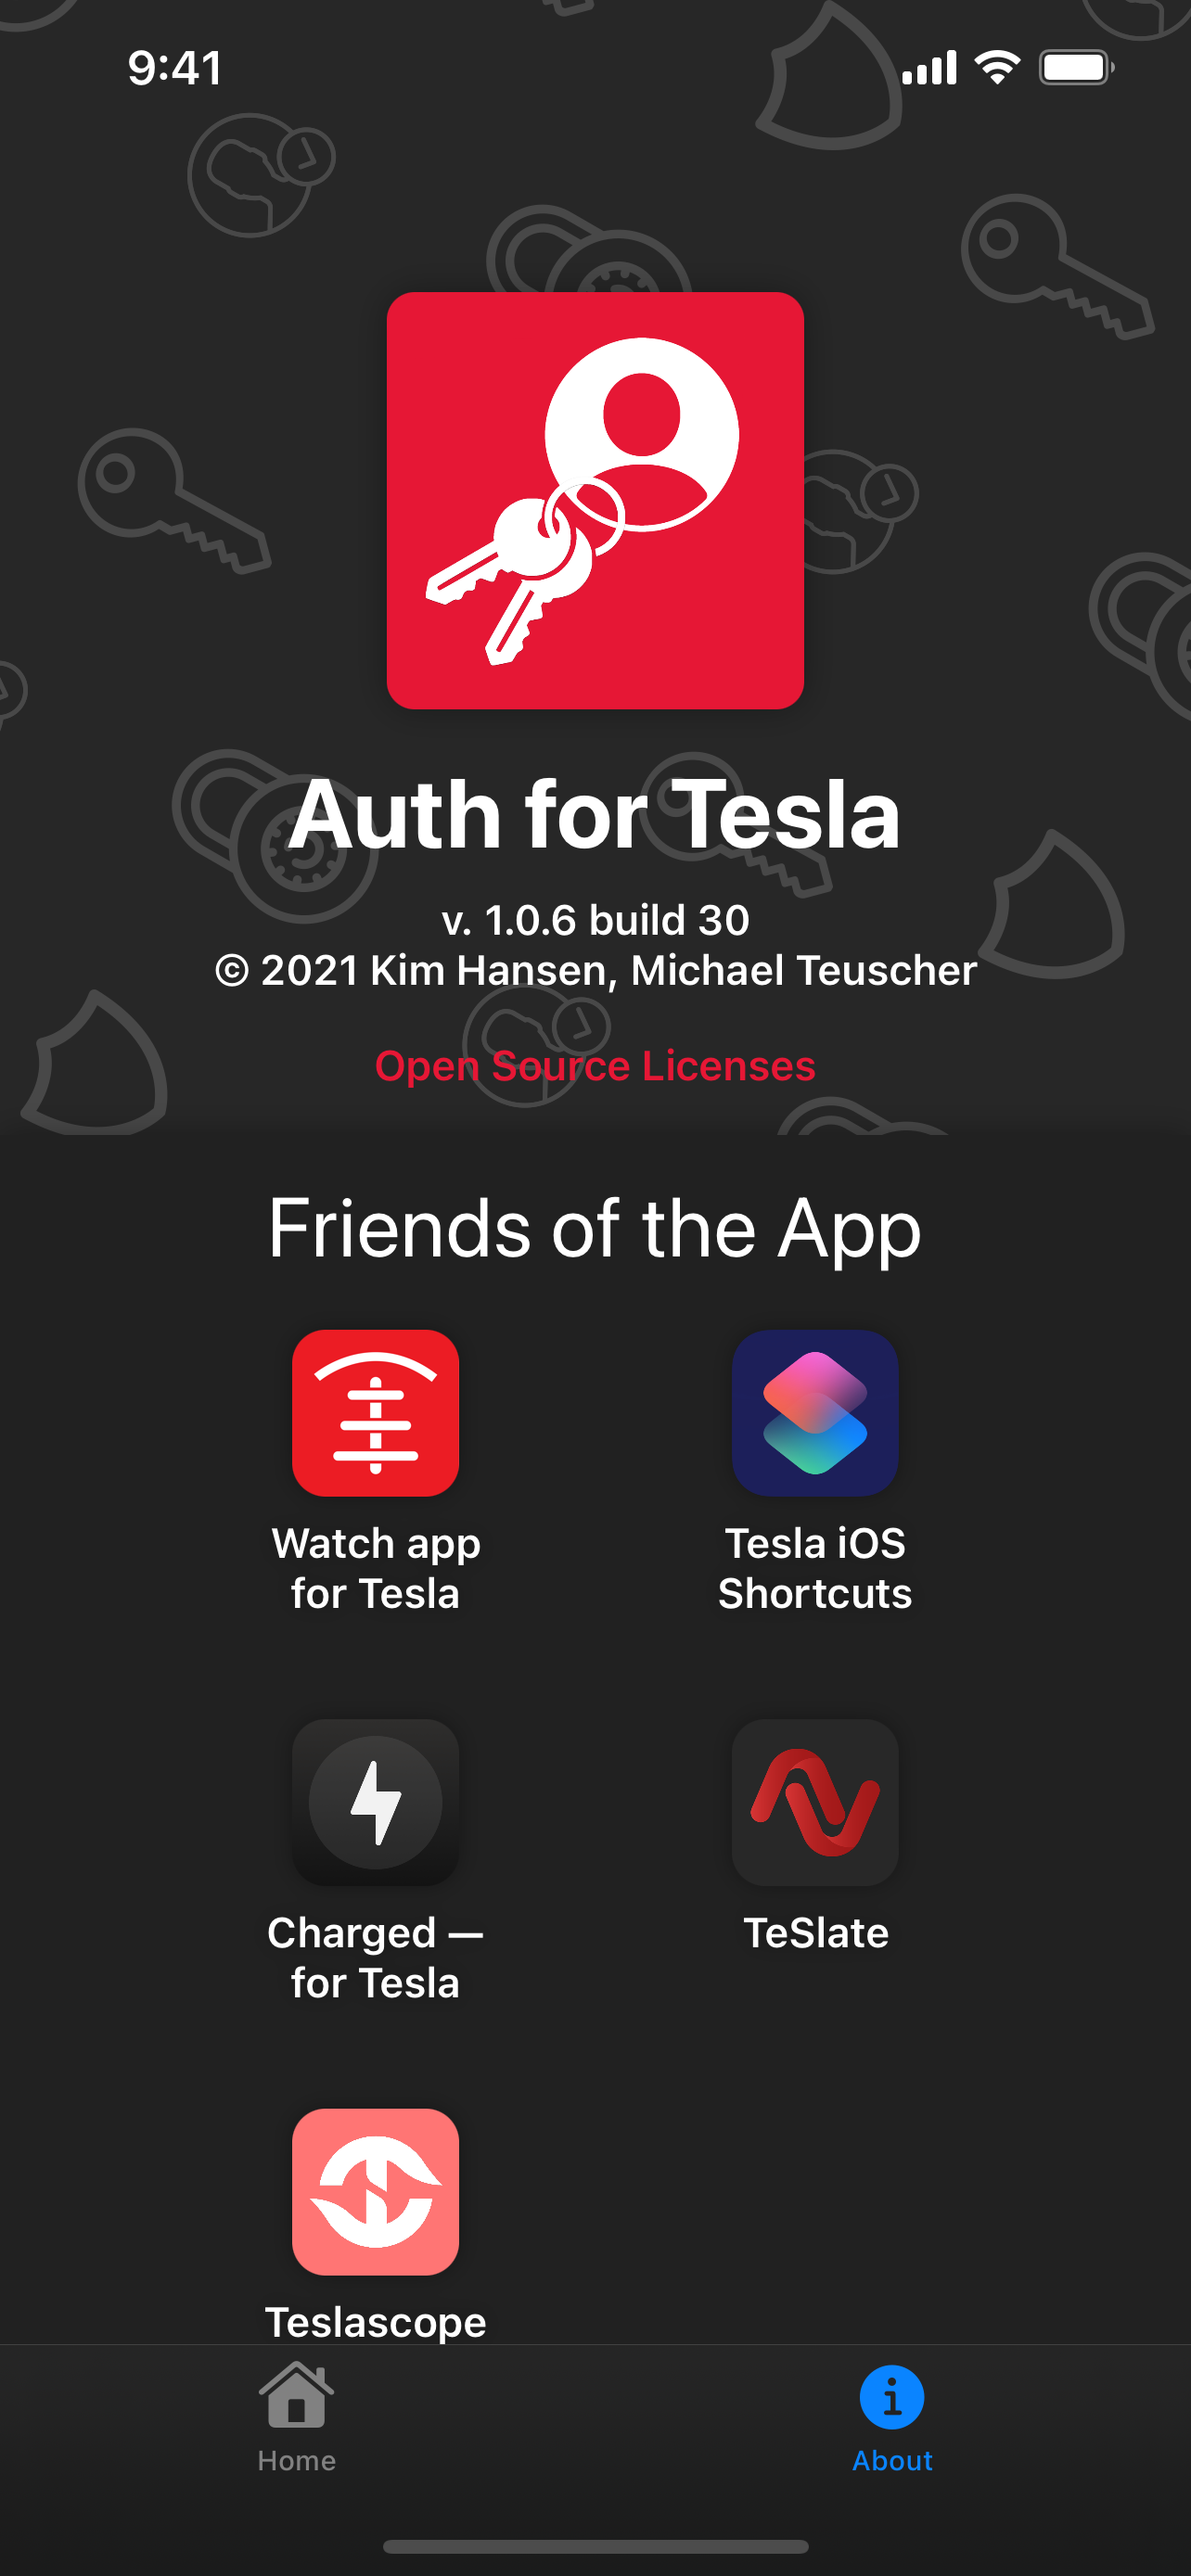 9:41
Auth for Tesla
v. 1.0.6 build 30
© 2021 Kim Hansen, Michael Teuscher
Open Source Licenses
Friends of the App
Watch app
for Tesla
Tesla iOS
Shortcuts
Charged —
for Tesla
TeSlate
Teslascope
Home
About